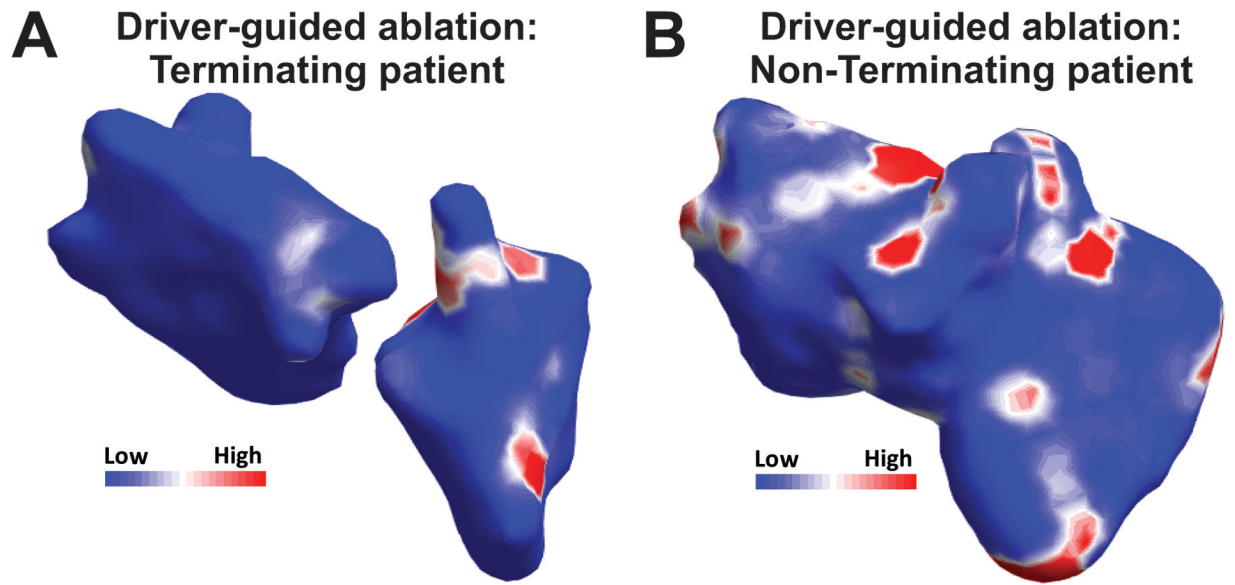 A
Driver-guided ablation:
Terminating patient
Low
High
B
Driver-guided ablation:
Non-Terminating patient
Low
High